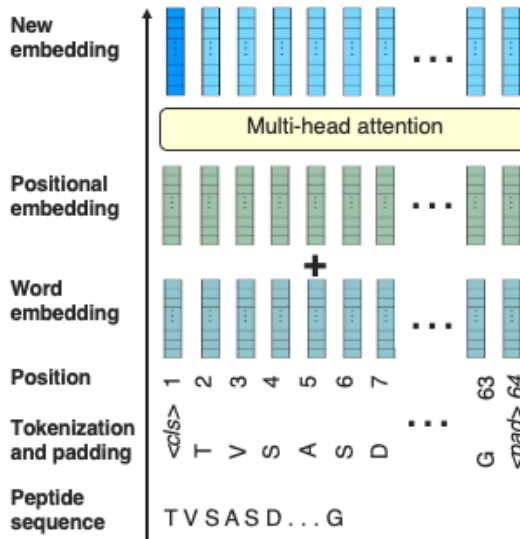 New
embedding
...
Multi-head attention
Positional
embedding
...
+
Word
embedding
...
Position
1 2 3 4 5 6 7 63 64
Tokenization
and padding
<cls> T V S A S D ... G <pad>
Peptide
sequence
T V S A S D . . . G